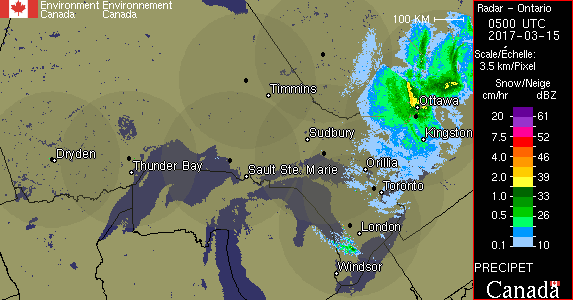 Environment Environnement
Canada Canada
Radar - Ontario
0500 UTC
2017-03-15
100 KM
Scale/Échelle:
3.5 km/Pixel
Snow/Neige
cm/hr dBZ
20 61
7.5 52
4.0 46
2.0 39
1.0 33
0.5 26
0.1 10
Timmins
Ottawa
Sudbury
Kingston
Dryden
Thunder Bay
Sault Ste. Marie
Orillia
Toronto
London
Windsor
PRECIPET
Canada